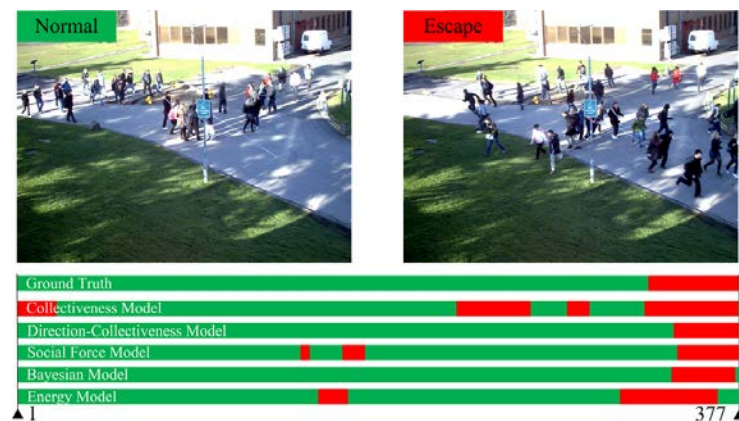 Normal
Escape
Ground Truth
Collectiveness Model
Direction-Collectiveness Model
Social Force Model
Bayesian Model
Energy Model
1
377